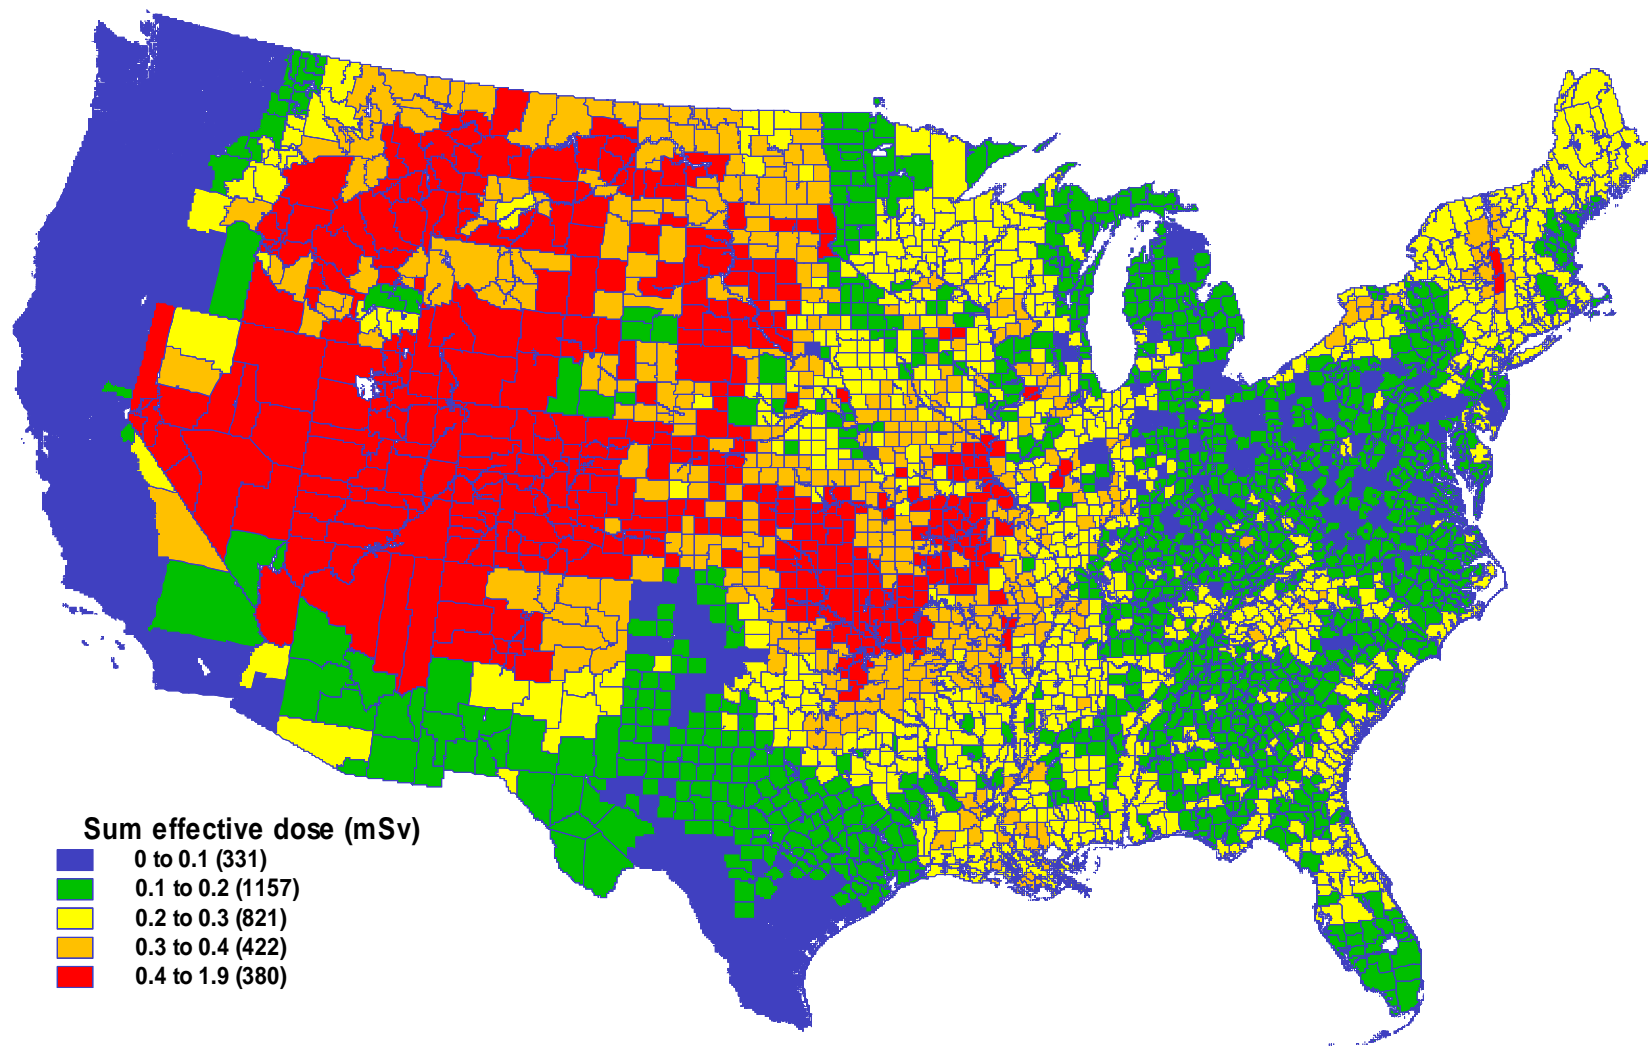 Sum effective dose (mSv)
0 to 0.1 (331)
0.1 to 0.2 (1157)
0.2 to 0.3 (821)
0.3 to 0.4 (422)
0.4 to 1.9 (380)